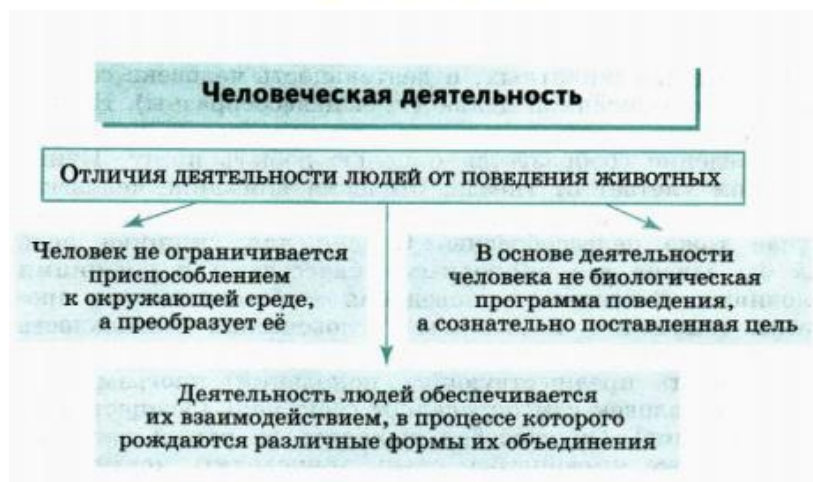 Человеческая деятельность
Отличия деятельности людей от поведения животных
Человек не ограничивается
приспособлением
к окружающей среде,
а преобразует её
В основе деятельности
человека не биологическая
программа поведения,
а сознательно поставленная цель
Деятельность людей обеспечивается
их взаимодействием, в процессе которого
рождаются различные формы их объединения